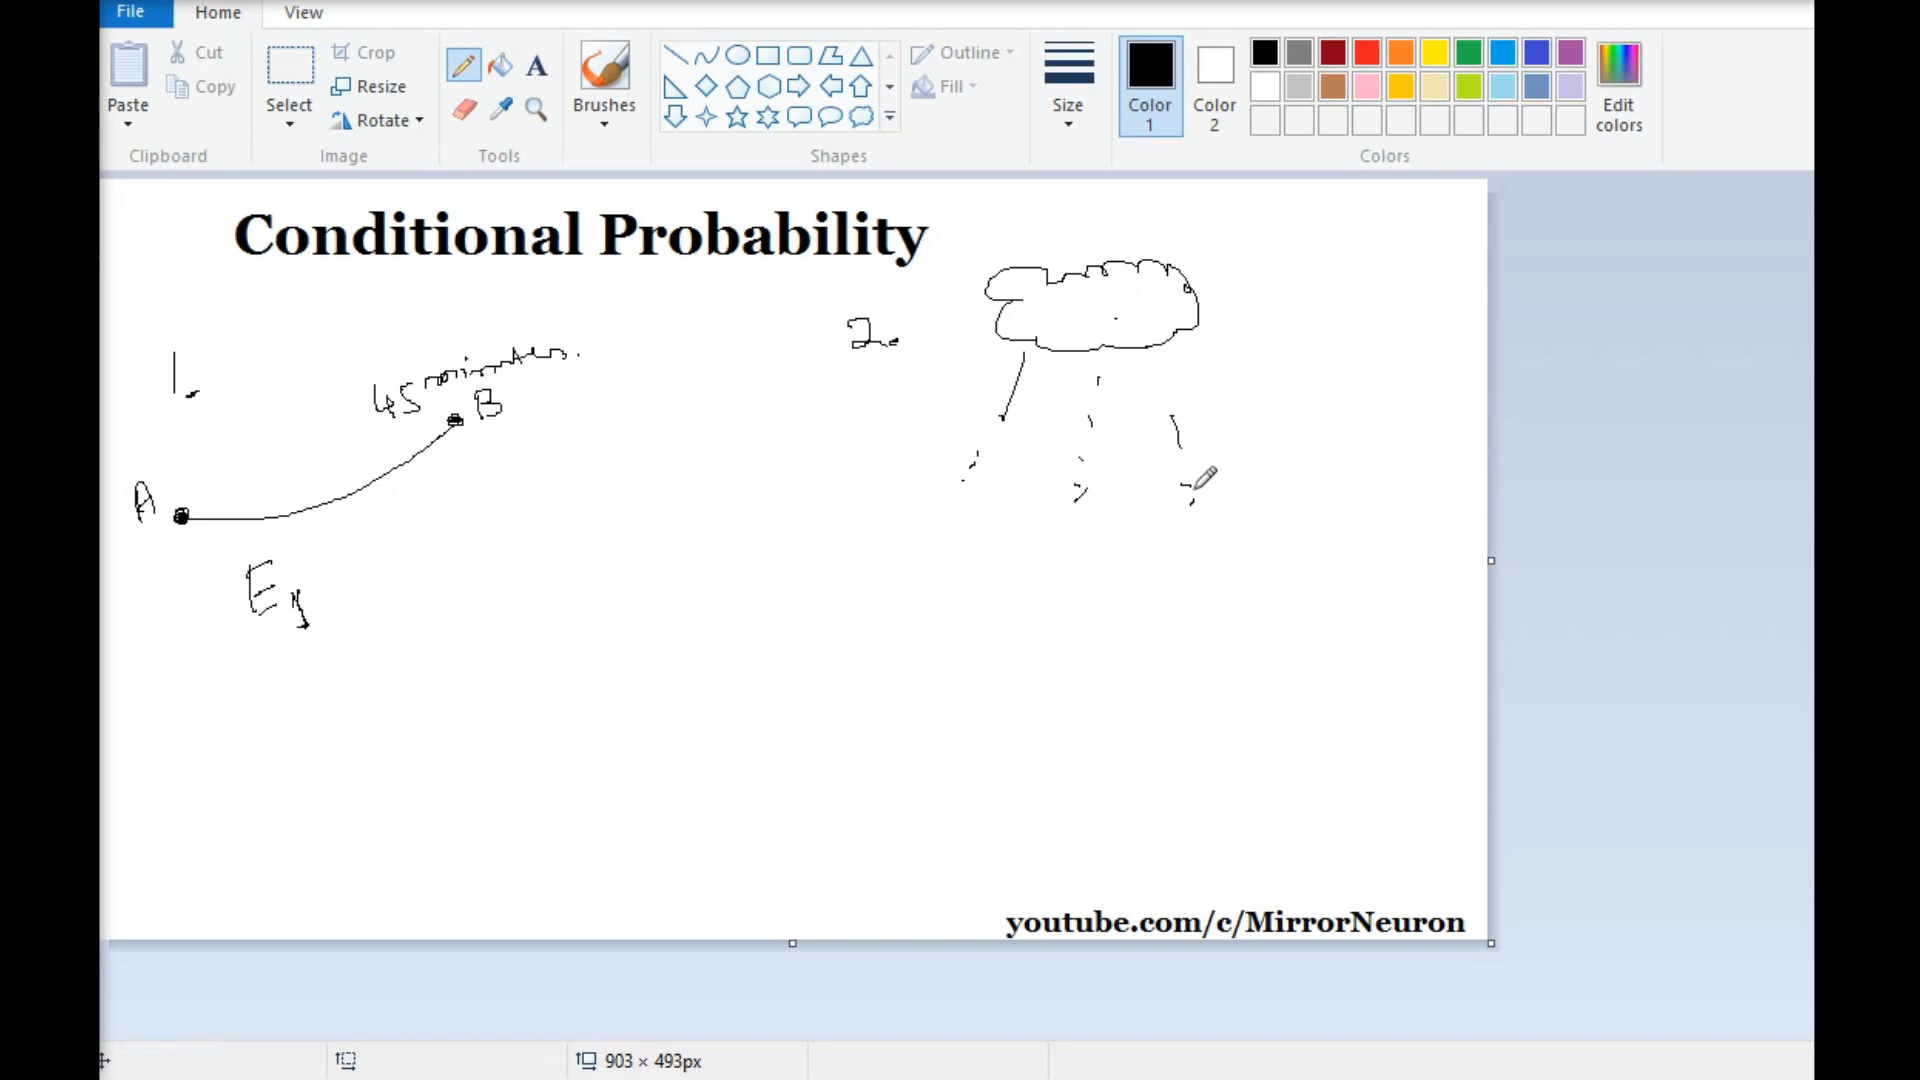 File Home View
Paste Cut Copy Select Crop Resize Rotate Brushes Outline Fill Size Color 1 Color 2 Edit colors
Clipboard Image Tools Shapes Colors
Conditional Probability
1.
45 minutes.
A
B
2.
youtube.com/c/MirrorNeuron
903 × 493px